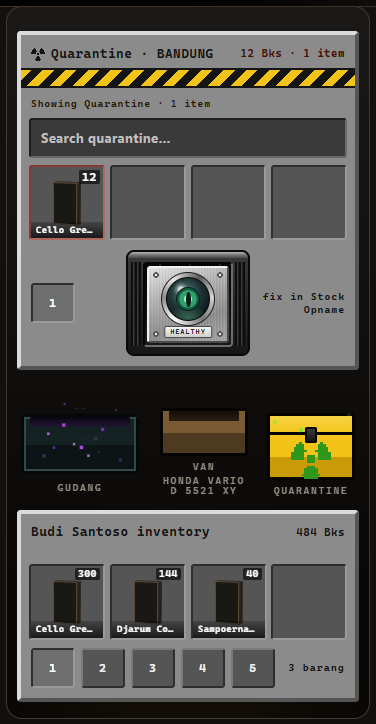 Quarantine · BANDUNG
12 Bks · 1 item
Showing Quarantine · 1 item
Search quarantine...
12
Cello Gre…
1
HEALTHY
fix in Stock
Opname
GUDANG
VAN
HONDA VARIO
D 5521 XY
QUARANTINE
Budi Santoso inventory
484 Bks
300
144
40
Cello Gre…
Djarum Co…
Sampoerna…
1
2
3
4
5
3 barang